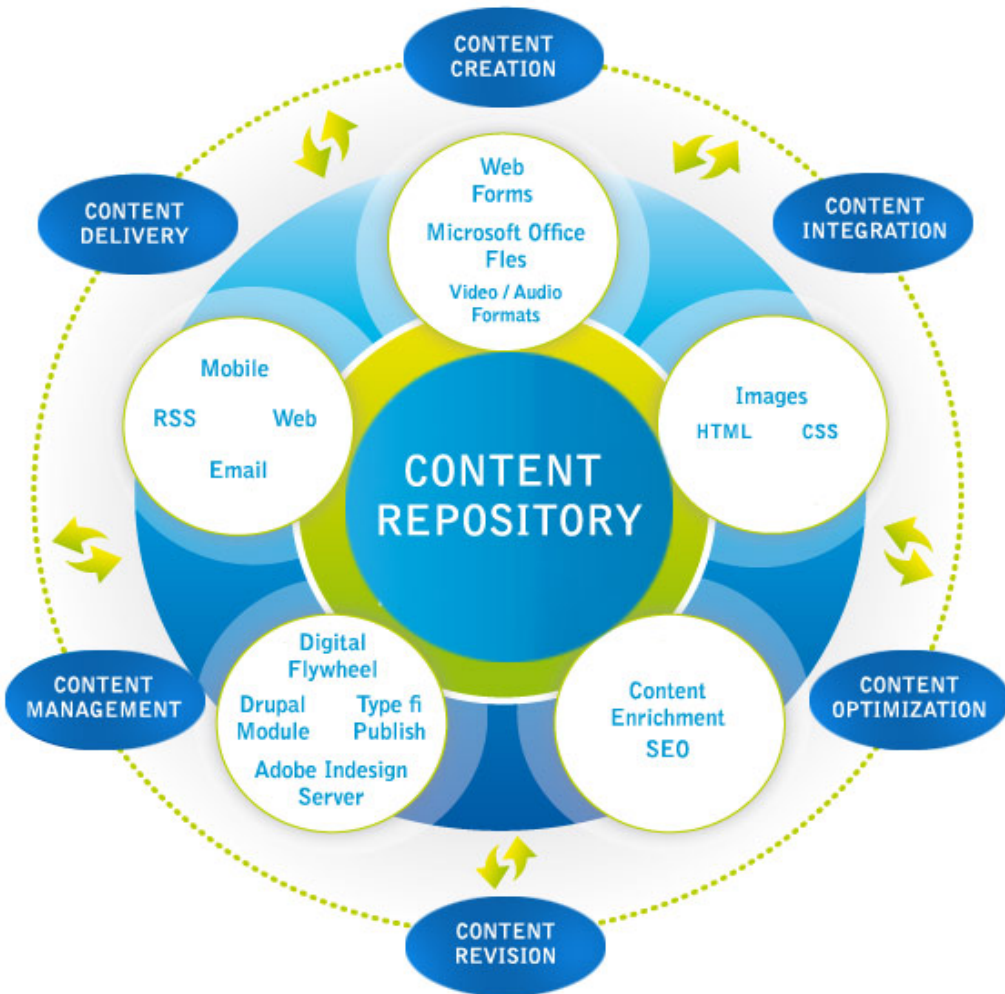 CONTENT
CREATION
CONTENT
DELIVERY
CONTENT
INTEGRATION
Web
Forms
Microsoft Office
Fles
Video / Audio
Formats
Mobile
RSS Web
Email
Images
HTML CSS
CONTENT
REPOSITORY
Digital
Flywheel
Drupal
Module
Type fi
Publish
Adobe Indesign
Server
Content
Enrichment
SEO
CONTENT
MANAGEMENT
CONTENT
OPTIMIZATION
CONTENT
REVISION